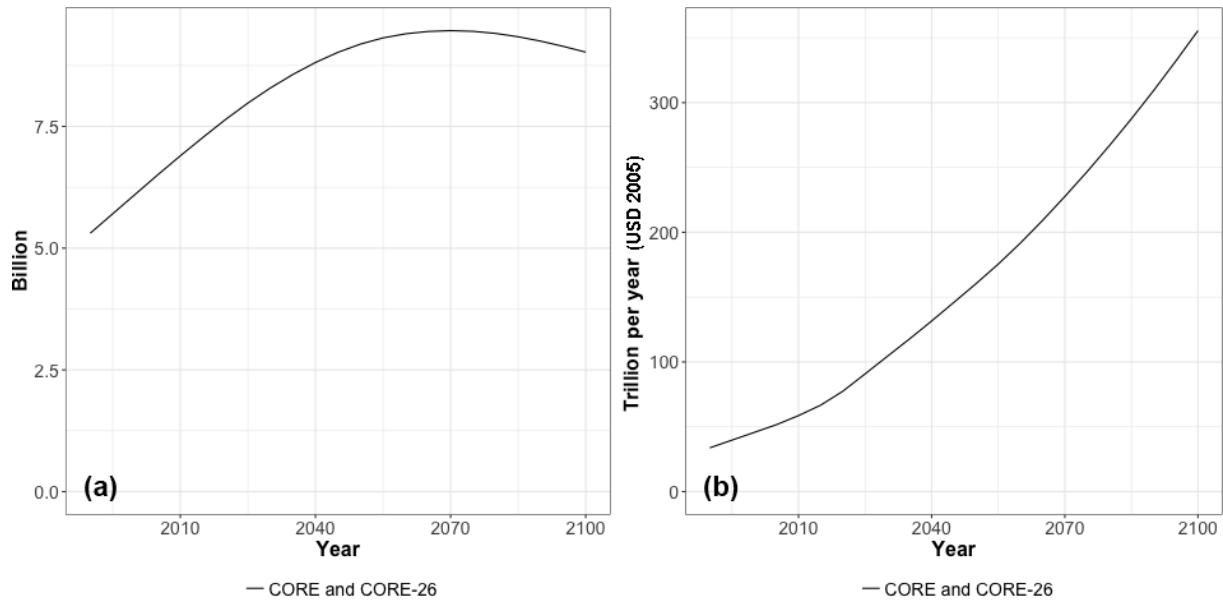 Billion
7.5
5.0
2.5
0.0
(a)
2010 2040 2070 2100
Year
— CORE and CORE-26
Trillion per year (USD 2005)
300
200
100
0
(b)
2010 2040 2070 2100
Year
— CORE and CORE-26